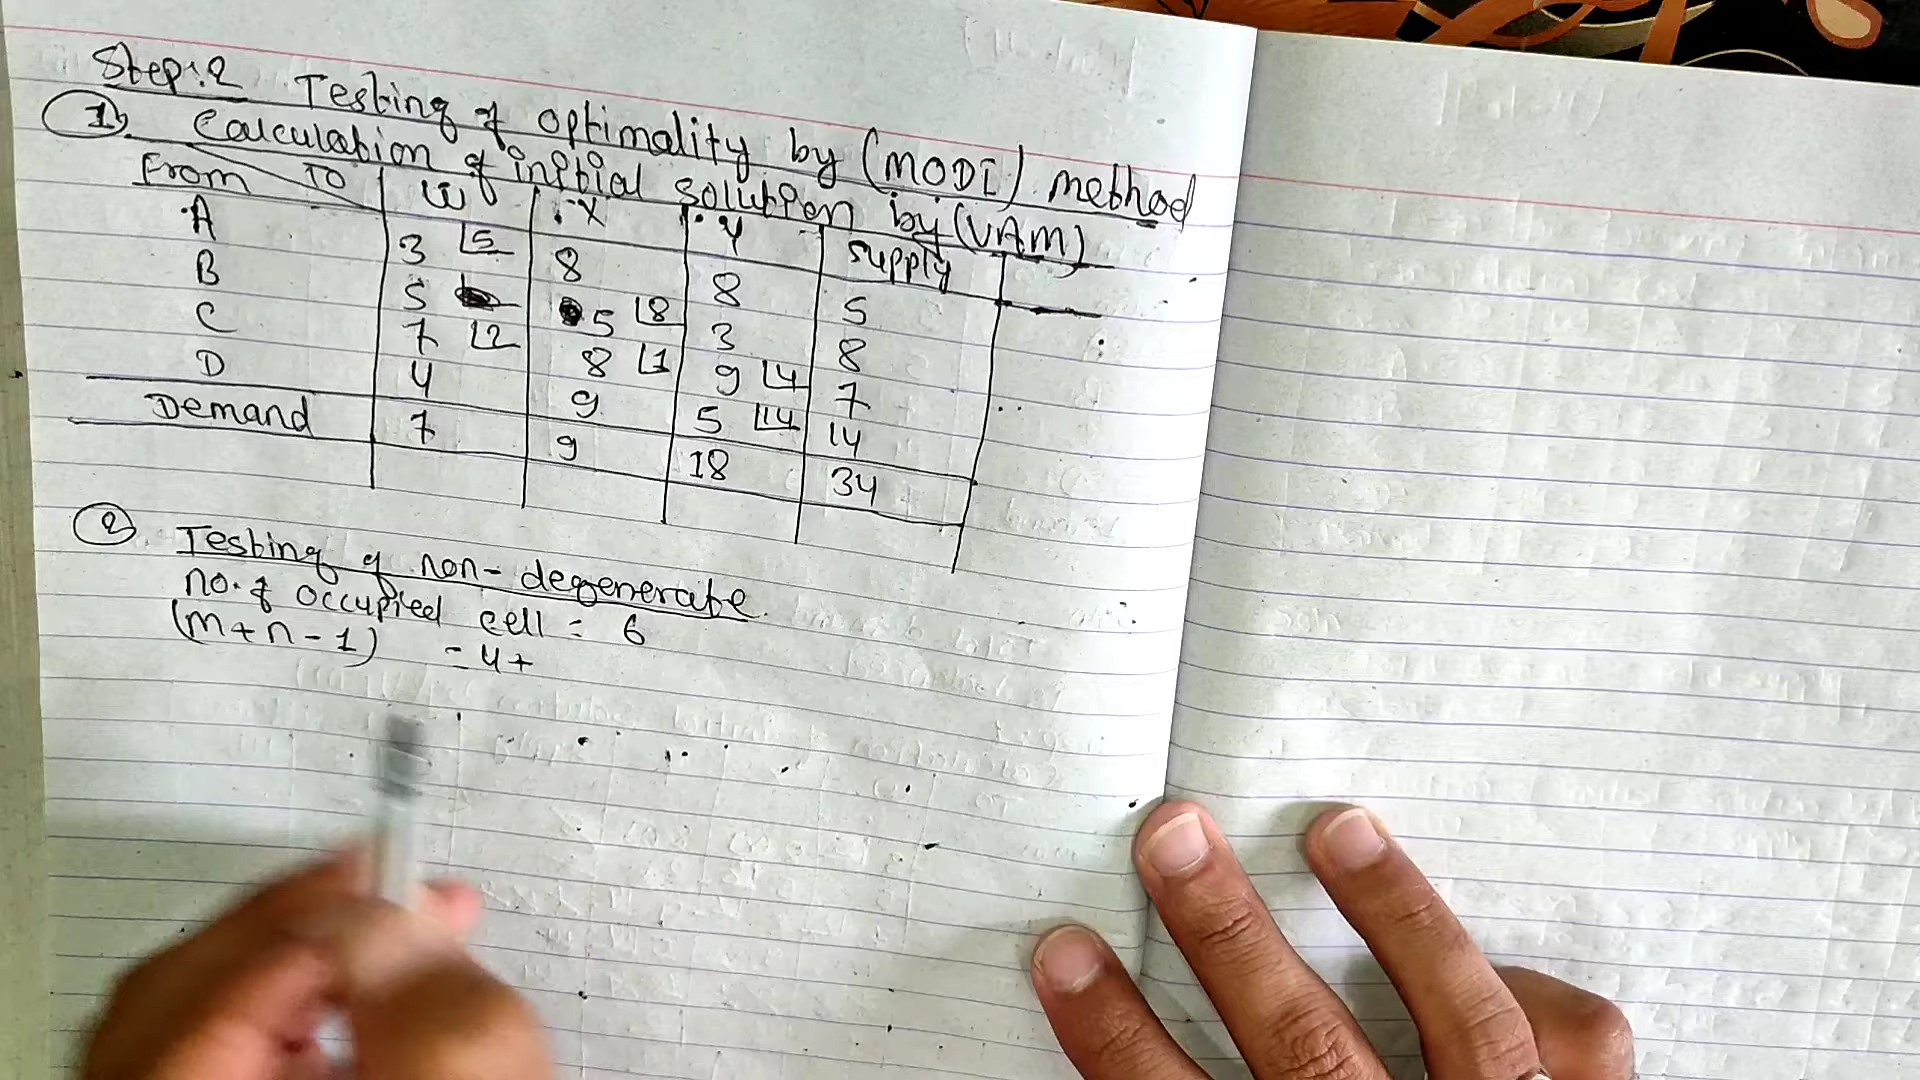 Step:2 Testing of optimality by (MODI) method
1) Calculation of initial solution by (VAM)
From TO W X Y Supply
A 3 5 8 8 5
B 5 5 8 3 8
C 7 2 8 1 9 4 7
D 4 9 5 14 14
Demand 7 9 18 34
2 Testing of non-degenerate.
no. of occupied cell = 6
(m+n-1) = 4+